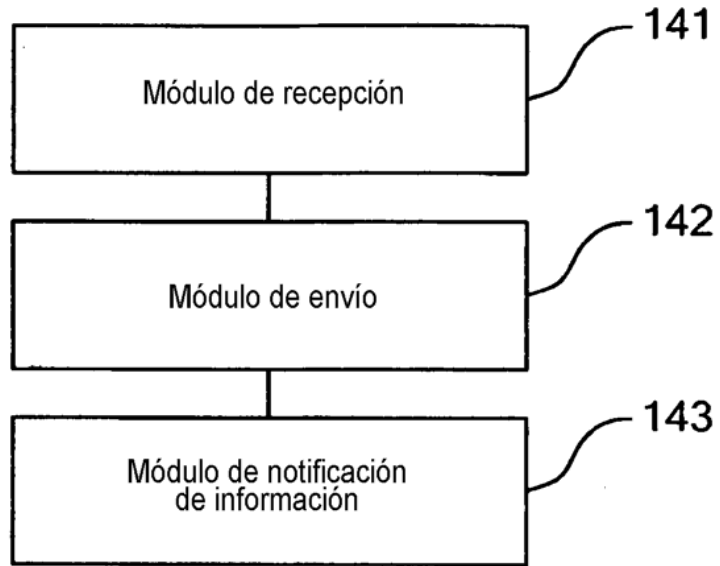 141
Módulo de recepción
142
Módulo de envío
143
Módulo de notificación
de información